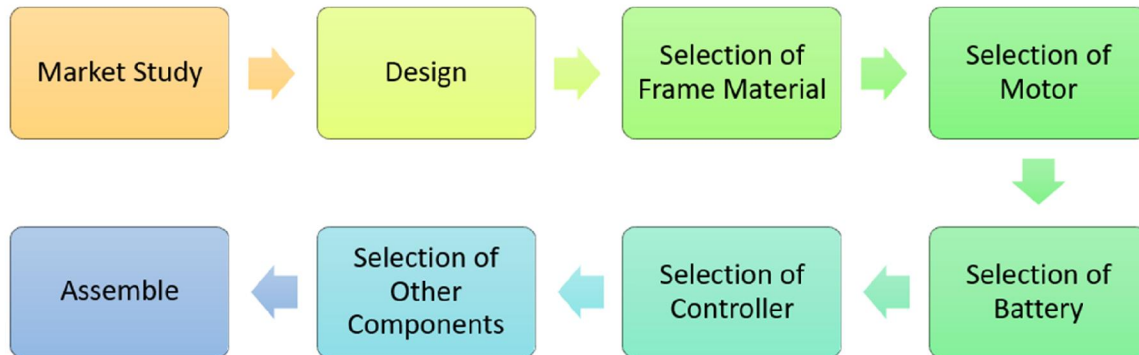 Market Study
Design
Selection of
Frame Material
Selection of
Motor
Selection of
Battery
Selection of
Controller
Selection of
Other
Components
Assemble